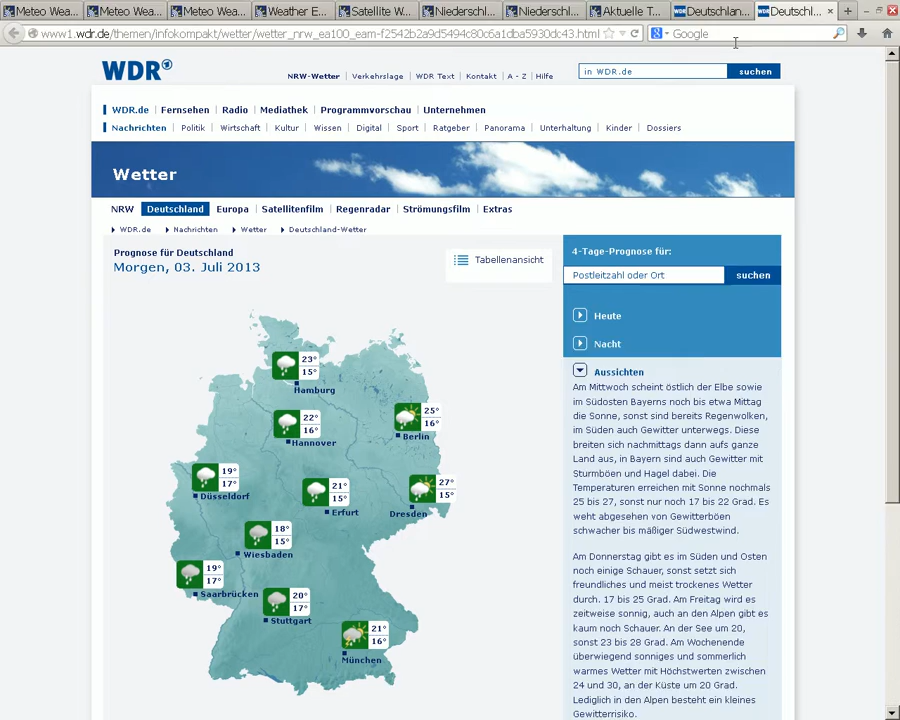 Meteo Wea...
Meteo Wea...
Meteo Wea...
Weather E...
Satellite W...
Niederschl...
Niederschl...
Aktuelle T...
Deutschlan...
Deutschl...
www1.wdr.de/themen/infokompakt/wetter/wetter_nrw_ea100_eam-f2542b2a9d5494c80c6a1dba5930dc43.html
Google
WDR
NRW-Wetter | Verkehrslage | WDR Text | Kontakt | A - Z | Hilfe
in WDR.de
suchen
WDR.de | Fernsehen | Radio | Mediathek | Programmvorschau | Unternehmen
Nachrichten | Politik | Wirtschaft | Kultur | Wissen | Digital | Sport | Ratgeber | Panorama | Unterhaltung | Kinder | Dossiers
Wetter
NRW | Deutschland | Europa | Satellitenfilm | Regenradar | Strömungsfilm | Extras
WDR.de Nachrichten Wetter Deutschland-Wetter
Prognose für Deutschland
Morgen, 03. Juli 2013
Tabellenansicht
23°
15°
Hamburg
22°
16°
Hannover
25°
16°
Berlin
19°
17°
Düsseldorf
21°
15°
Erfurt
27°
15°
Dresden
18°
15°
Wiesbaden
19°
17°
Saarbrücken
20°
17°
Stuttgart
21°
16°
München
4-Tage-Prognose für:
Postleitzahl oder Ort
suchen
Heute
Nacht
Aussichten
Am Mittwoch scheint östlich der Elbe sowie
im Südosten Bayerns noch bis etwa Mittag
die Sonne, sonst sind bereits Regenwolken,
im Süden auch Gewitter unterwegs. Diese
breiten sich nachmittags dann aufs ganze
Land aus, in Bayern sind auch Gewitter mit
Sturmböen und Hagel dabei. Die
Temperaturen erreichen mit Sonne nochmals
25 bis 27, sonst nur noch 17 bis 22 Grad. Es
weht abgesehen von Gewitterböen
schwacher bis mäßiger Südwestwind.
Am Donnerstag gibt es im Süden und Osten
noch einige Schauer, sonst setzt sich
freundliches und meist trockenes Wetter
durch. 17 bis 25 Grad. Am Freitag wird es
zeitweise sonnig, auch an den Alpen gibt es
kaum noch Schauer. An der See um 20,
sonst 23 bis 28 Grad. Am Wochenende
überwiegend sonniges und sommerlich
warmes Wetter mit Höchstwerten zwischen
24 und 30, an der Küste um 20 Grad.
Lediglich in den Alpen besteht ein kleines
Gewitterrisiko.